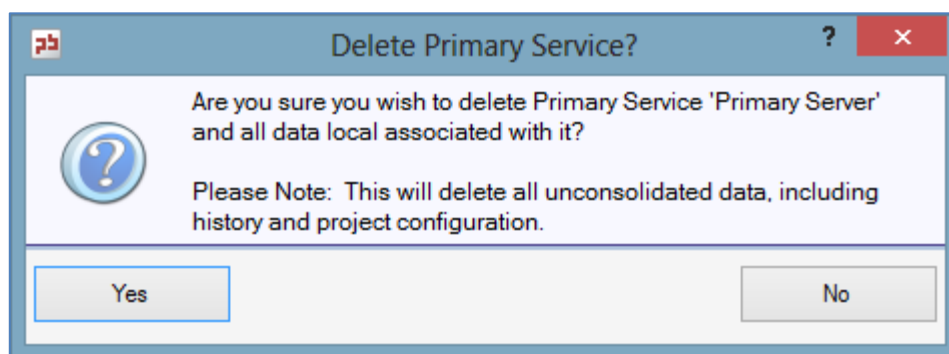 Delete Primary Service?
?
×
Are you sure you wish to delete Primary Service 'Primary Server'
and all data local associated with it?
Please Note:  This will delete all unconsolidated data, including
history and project configuration.
Yes
No